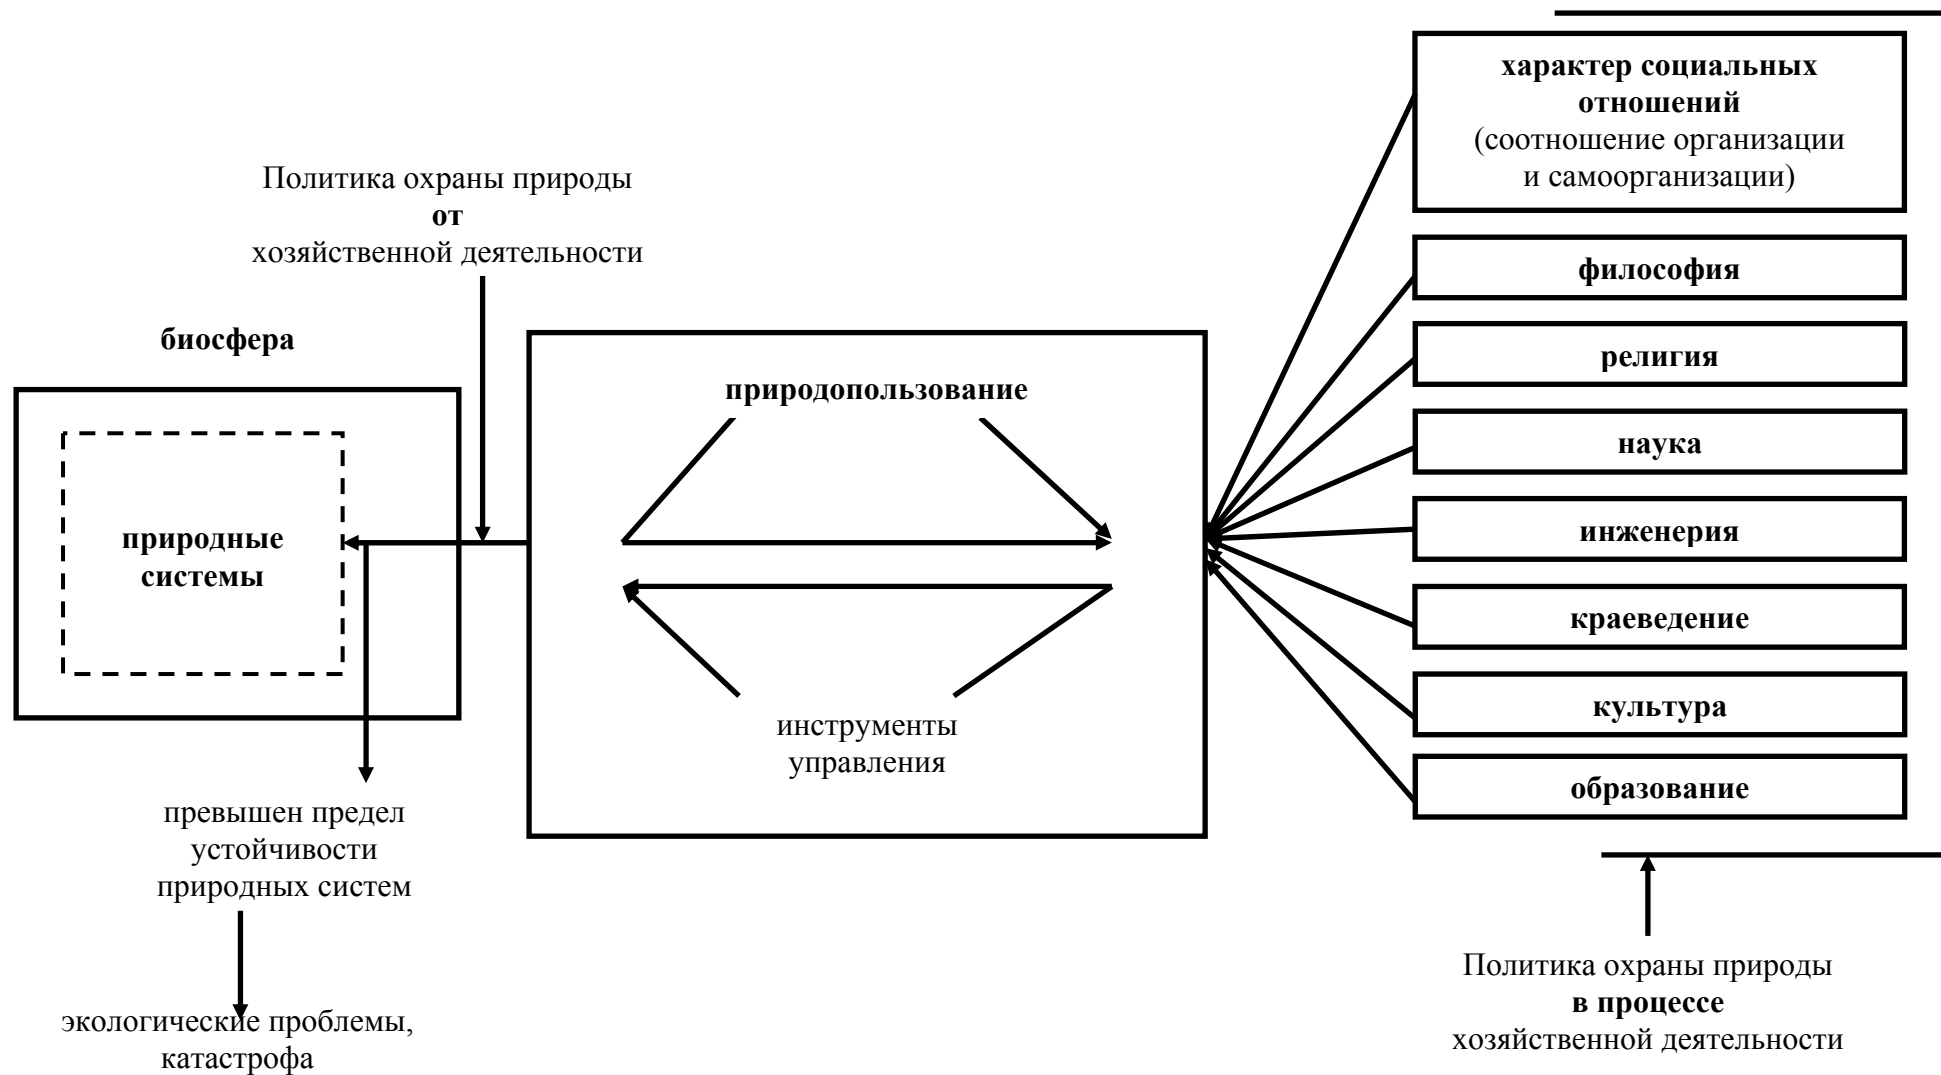 характер социальных
отношений
(соотношение организации
и самоорганизации)
Политика охраны природы
от
хозяйственной деятельности
философия
биосфера
религия
природопользование
наука
природные
системы
инженерия
краеведение
инструменты
управления
культура
образование
превышен предел
устойчивости
природных систем
Политика охраны природы
в процессе
хозяйственной деятельности
экологические проблемы,
катастрофа